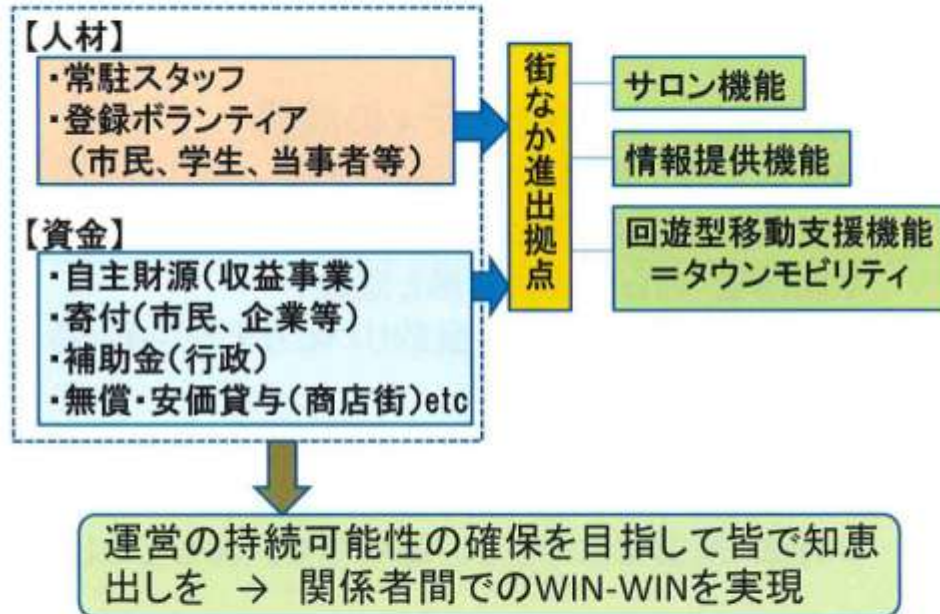 【人材】
・常駐スタッフ
・登録ボランティア
（市民、学生、当事者等）
【資金】
・自主財源（収益事業）
・寄付（市民、企業等）
・補助金（行政）
・無償・安価貸与（商店街）etc
街なか進出拠点
サロン機能
情報提供機能
回遊型移動支援機能
＝タウンモビリティ
運営の持続可能性の確保を目指して皆で知恵
出しを → 関係者間でのWIN-WINを実現